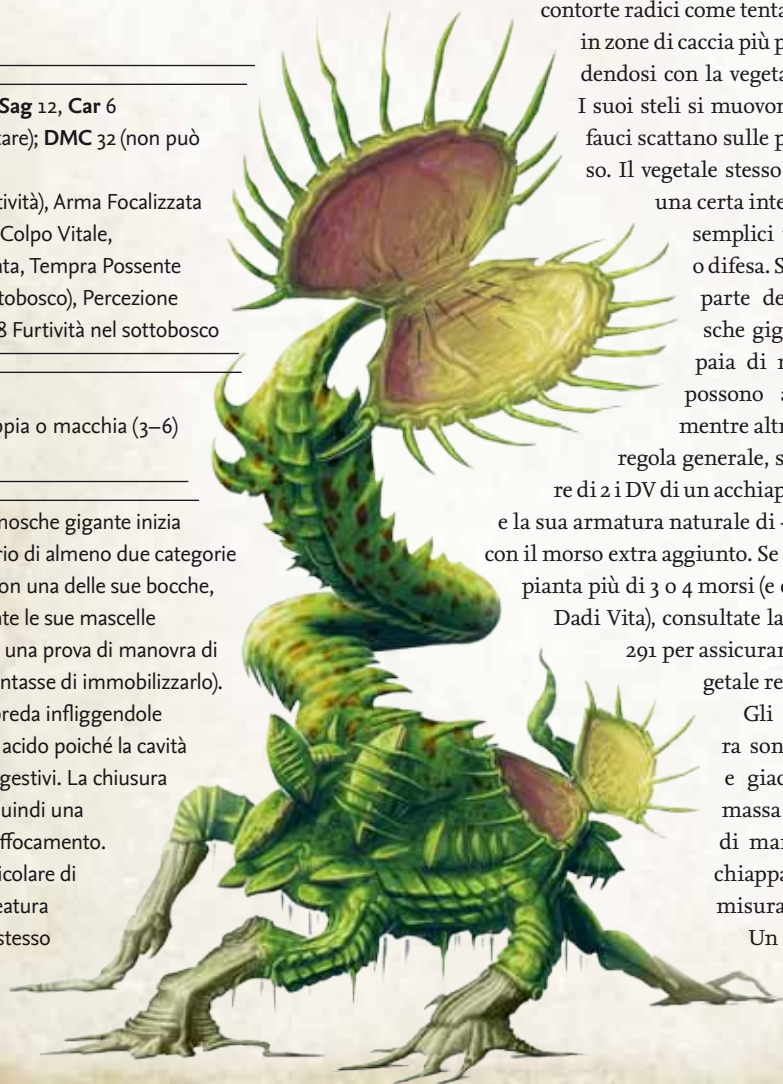 Sag 12, Car 6
tare); DMC 32 (non può
tività), Arma Focalizzata
Colpo Vitale,
ata, Tempra Possente
tobosco), Percezione
8 Furtività nel sottobosco
ppia o macchia (3–6)
nosche gigante inizia
rio di almeno due categorie
on una delle sue bocche,
nte le sue mascelle
una prova di manovra di
ntasse di immobilizzarlo).
preda infliggendole
acido poiché la cavità
gestivi. La chiusura
quindi una
ffocamento.
icolare di
eatura
stesso
contorte radici come tenta
in zone di caccia più p
dendosi con la vegeta
I suoi steli si muovor
fauci scattano sulle p
so. Il vegetale stesso
una certa inte
semplici
o difesa. S
parte de
sche gig
paia di
possono a
mentre altr
regola generale, s
re di 2 i DV di un acchiap
e la sua armatura naturale di
con il morso extra aggiunto. Se
pianta più di 3 o 4 morsi (e
Dadi Vita), consultate la
291 per assicurar
getale re
Gli
ra son
e giac
massa
di mar
chiappa
misura
Un